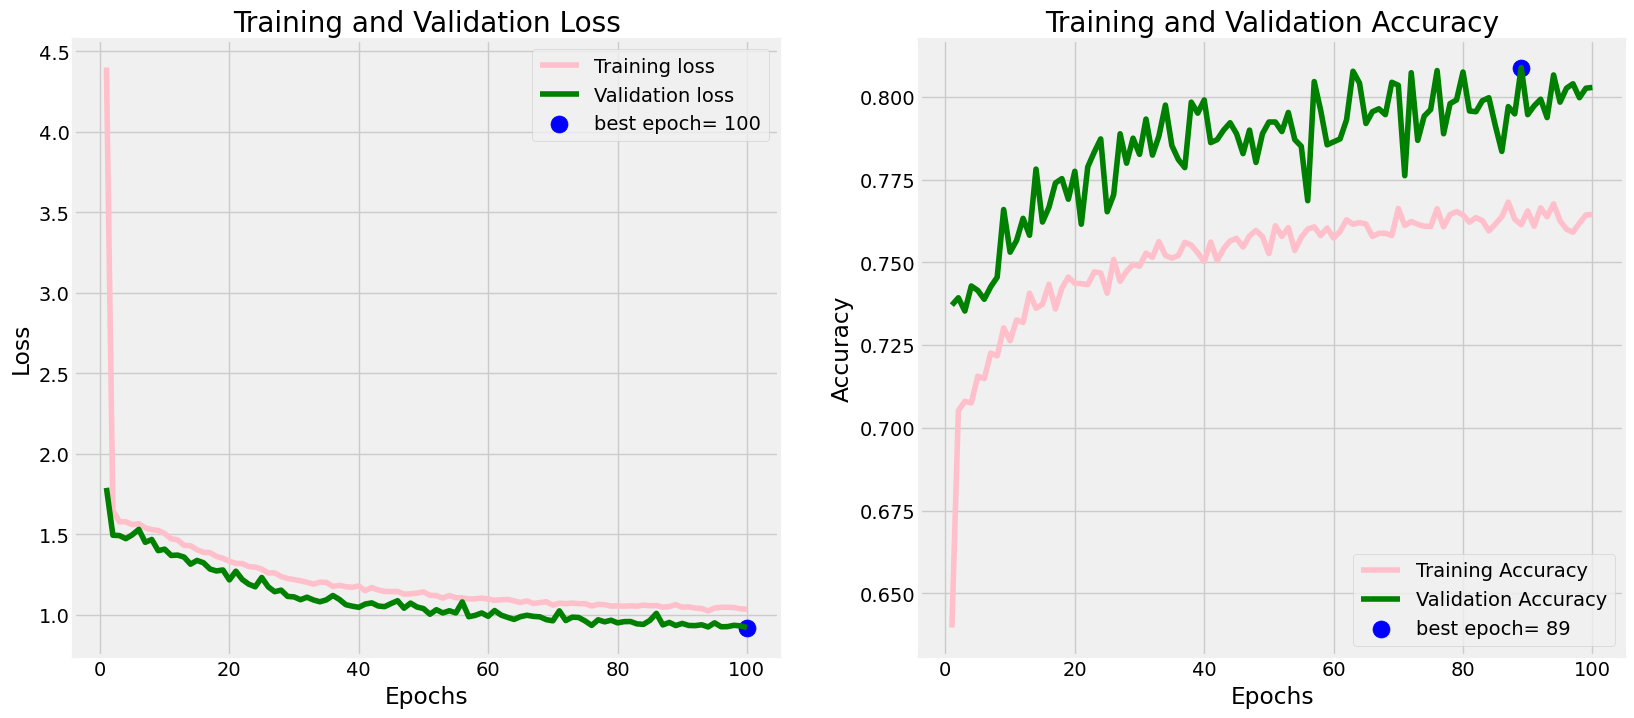 Training and Validation Loss
4.5
4.0
3.5
3.0
2.5
2.0
1.5
1.0
Loss
Training loss
Validation loss
best epoch= 100
0
20
40
60
80
100
Epochs
Training and Validation Accuracy
0.800
0.775
0.750
0.725
0.700
0.675
0.650
Accuracy
Training Accuracy
Validation Accuracy
best epoch= 89
0
20
40
60
80
100
Epochs